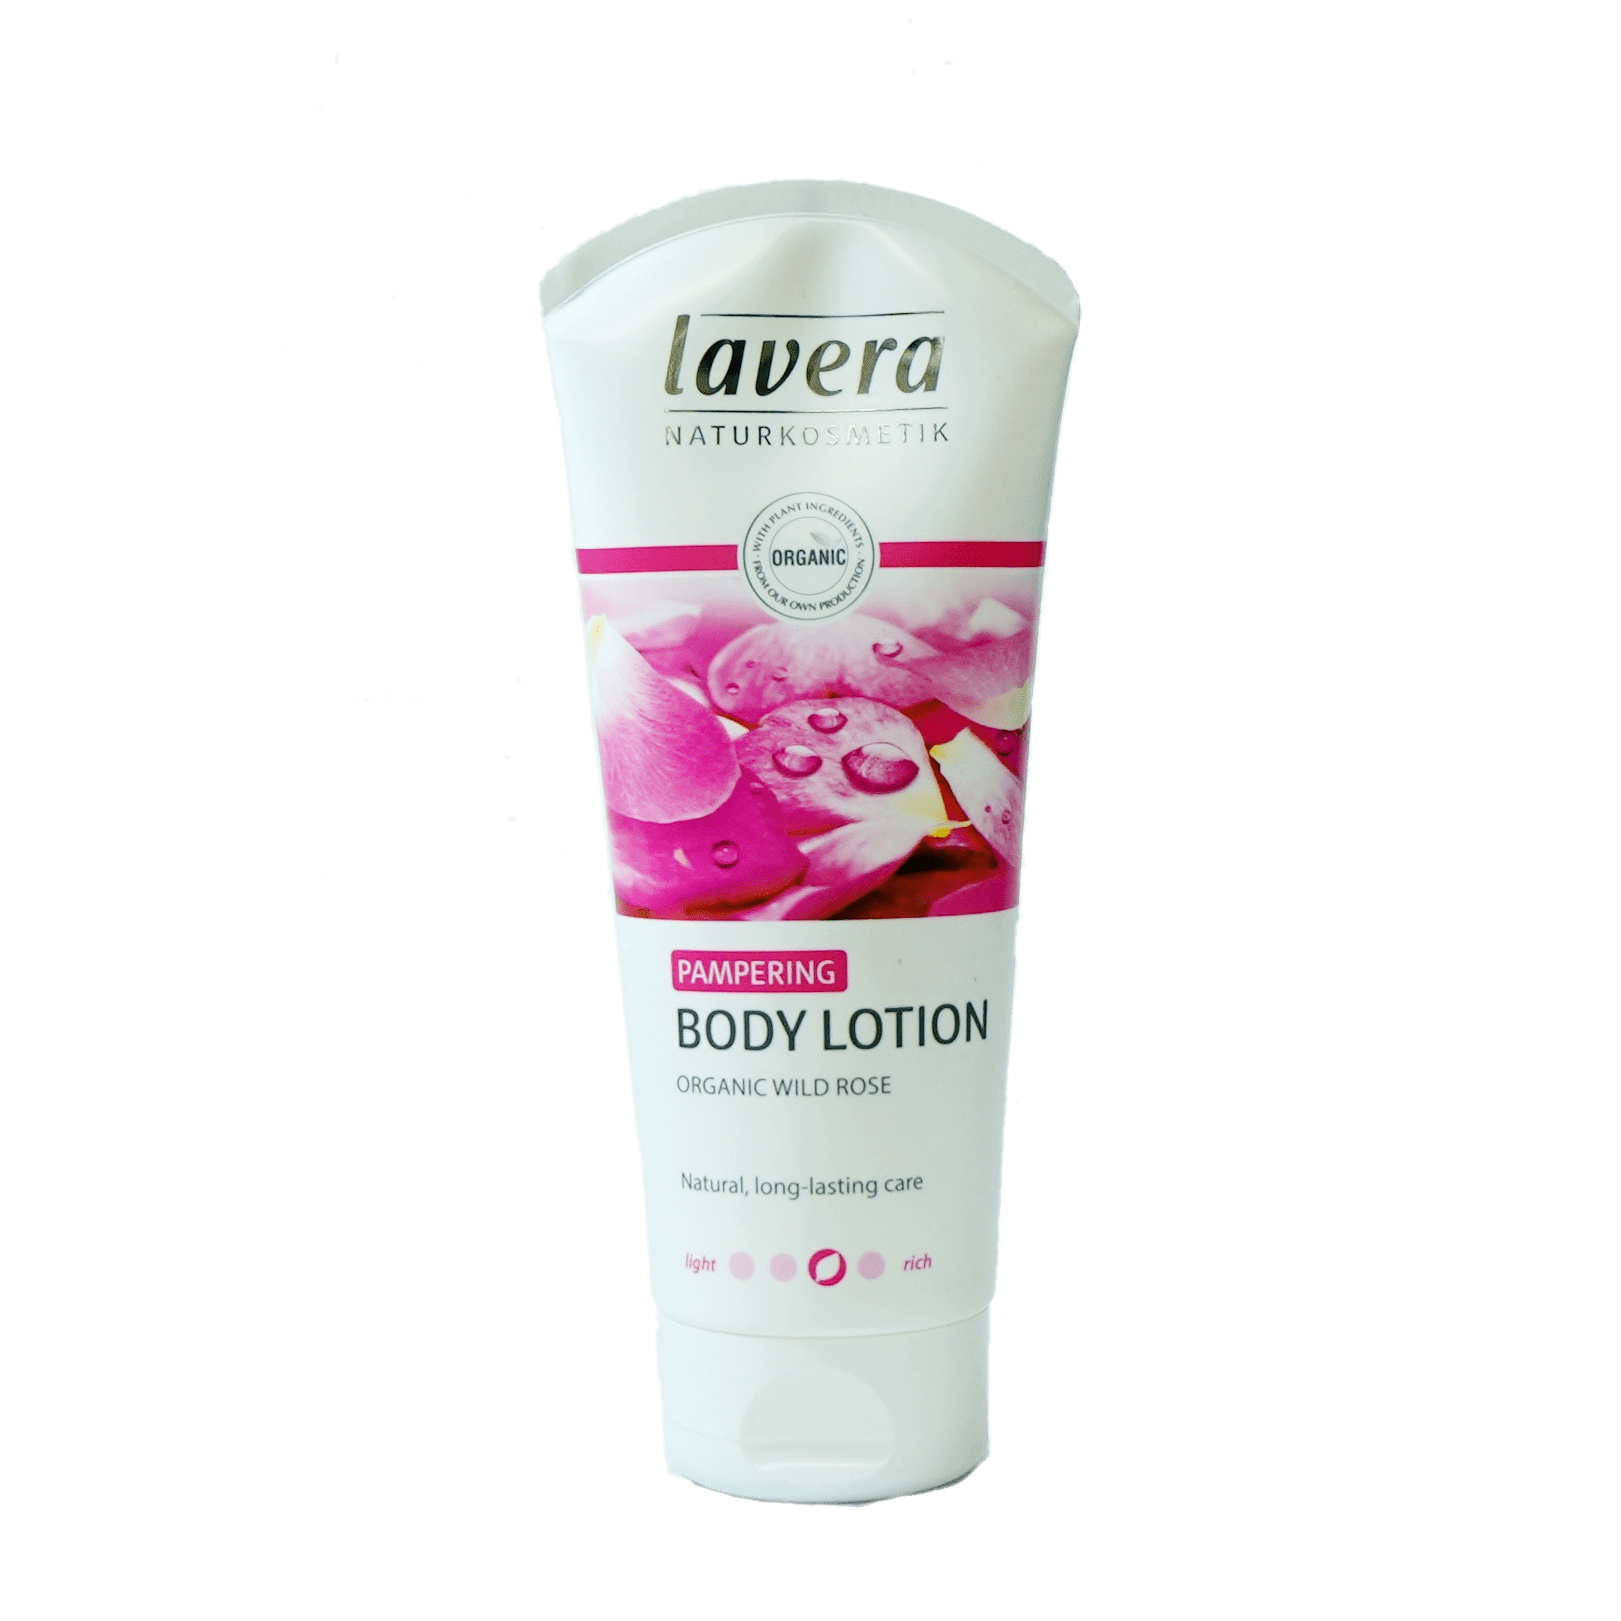 lavera
NATURKOSMETIK
· WITH PLANT INGREDIENTS ·
ORGANIC
FROM OUR OWN PRODUCTION
PAMPERING
BODY LOTION
ORGANIC WILD ROSE
Natural, long-lasting care
light rich